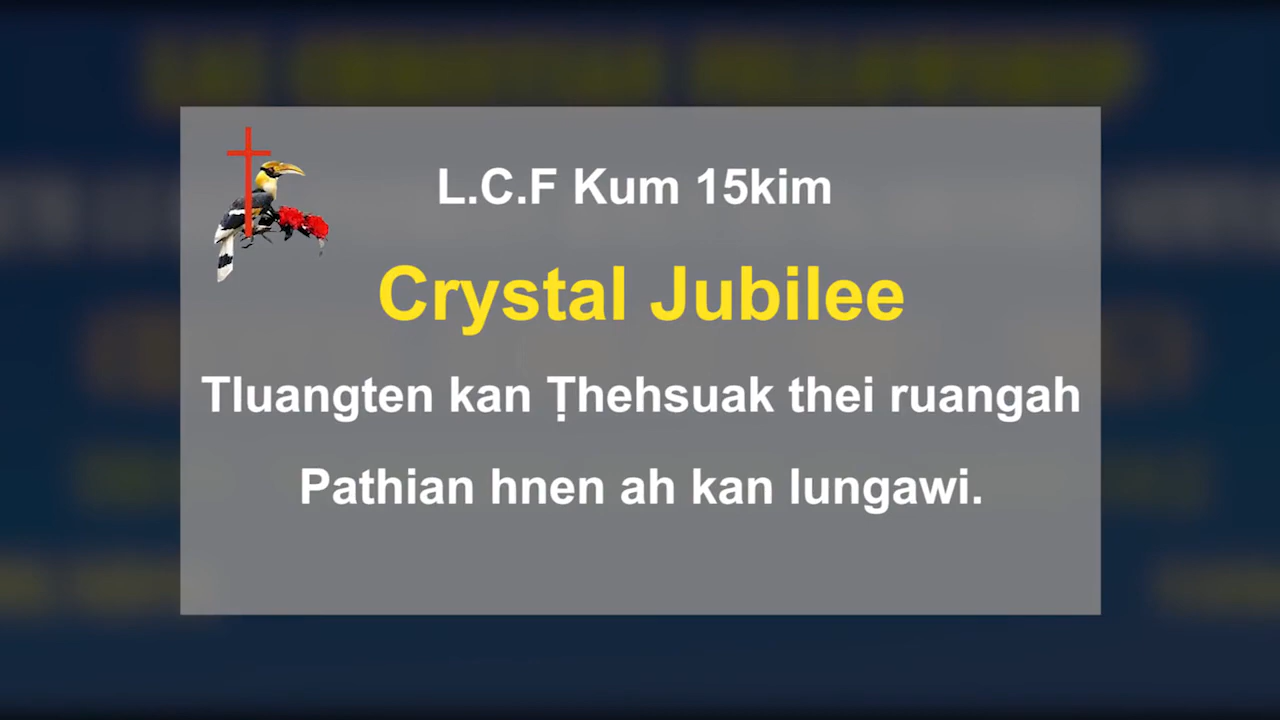 L.C.F Kum 15kim
Crystal Jubilee
Tluangten kan Ṭhehsuak thei ruangah
Pathian hnen ah kan lungawi.